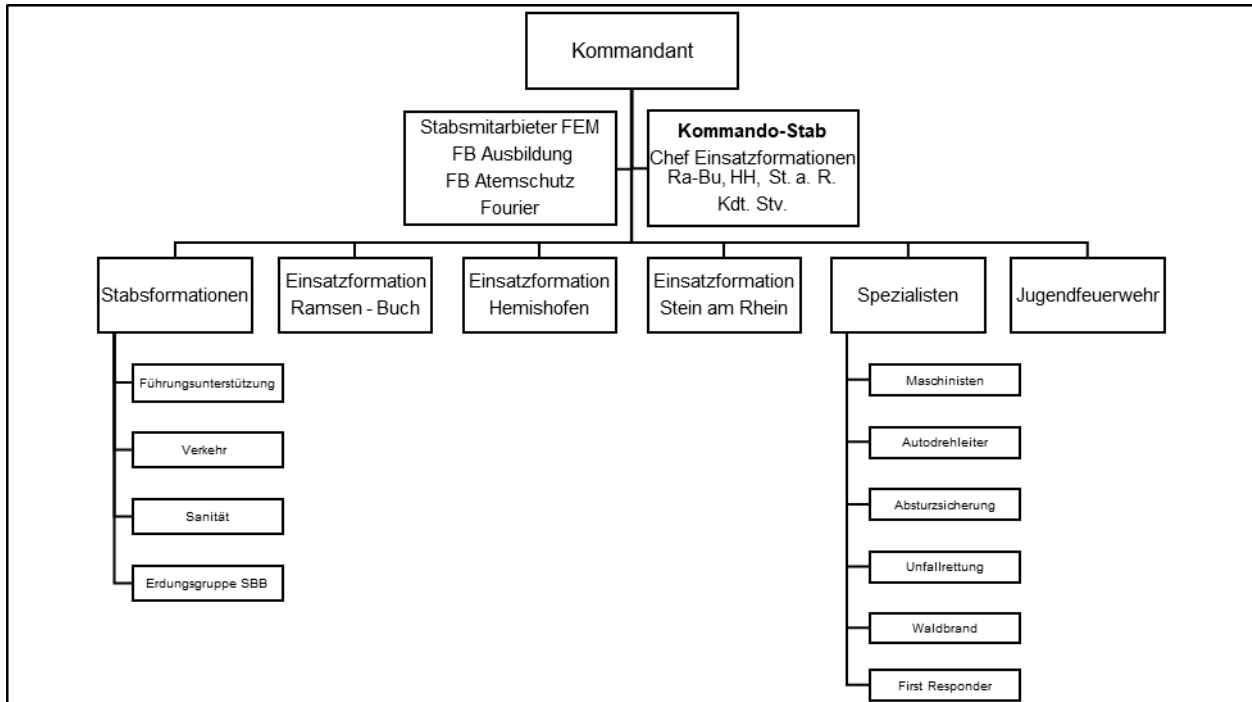 Kommandant
Stabsmitarbeiter FEM
FB Ausbildung
FB Atemschutz
Fourier
Kommando-Stab
Chef Einsatzformationen
Ra-Bu, HH, St. a. R.
Kdt. Stv.
Stabsformationen
Einsatzformation
Ramsen - Buch
Einsatzformation
Hemishofen
Einsatzformation
Stein am Rhein
Spezialisten
Jugendfeuerwehr
Führungsunterstützung
Verkehr
Sanität
Erdungsgruppe SBB
Maschinisten
Autodrehleiter
Absturzsicherung
Unfallrettung
Waldbrand
First Responder